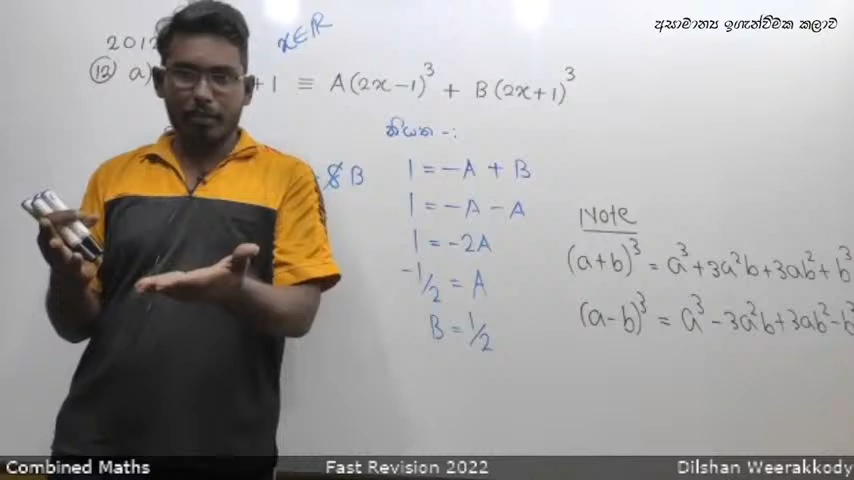 අසාමාන්‍ය ඉගැන්වීමක කලාව
2012 x∈ℝ
(12) a) +1 ≡ A(2x-1)³ + B(2x+1)³
නියත -:
8 B 1 = -A + B
1 = -A - A
1 = -2A
-1/2 = A
B = 1/2
Note
(a+b)³ = a³+3a²b+3ab²+b³
(a-b)³ = a³-3a²b+3ab²-b³
Combined Maths Fast Revision 2022 Dilshan Weerakkody